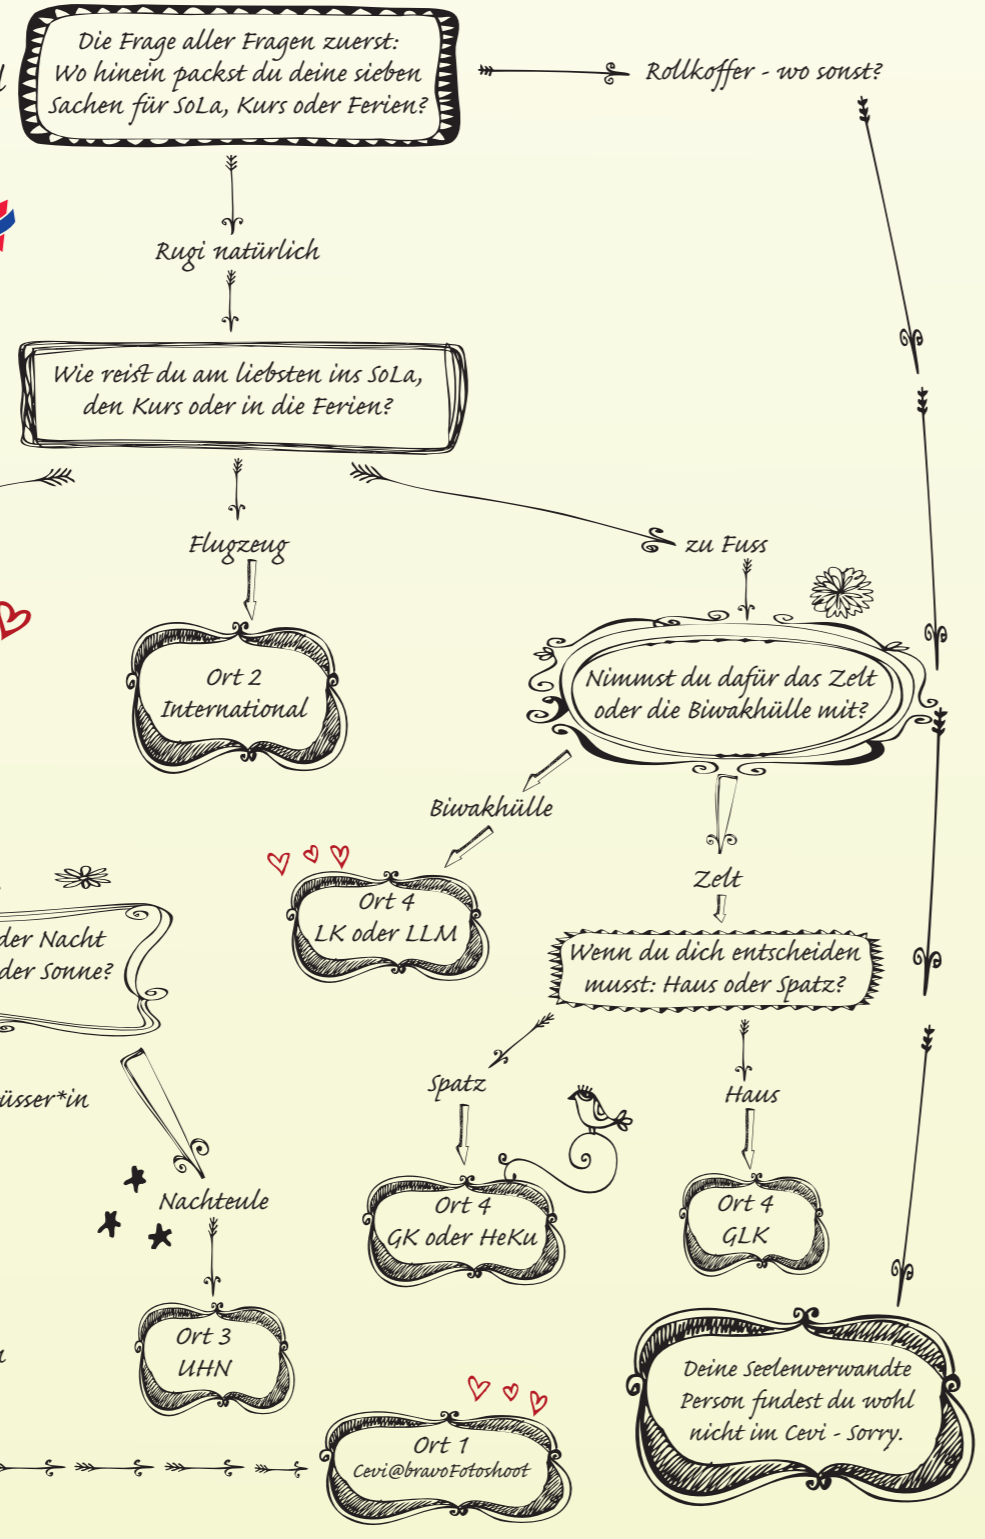 Die Frage aller Fragen zuerst:
Wo hinein packst du deine sieben
Sachen für SoLa, Kurs oder Ferien?
Rollkoffer - wo sonst?
Rugi natürlich
Wie reist du am liebsten ins SoLa,
den Kurs oder in die Ferien?
Flugzeug
zu Fuss
Ort 2
International
Nimmst du dafür das Zelt
oder die Biwakhülle mit?
Biwakhülle
Ort 4
LK oder LLM
Zelt
der Nacht
der Sonne?
Wenn du dich entscheiden
musst: Haus oder Spatz?
üsser*in
Spatz
Haus
Nachteule
Ort 4
GK oder HeKu
Ort 4
GLK
Ort 3
UHN
Deine Seelenverwandte
Person findest du wohl
nicht im Cevi - Sorry.
Ort 1
Cevi@bravoFotoshoot